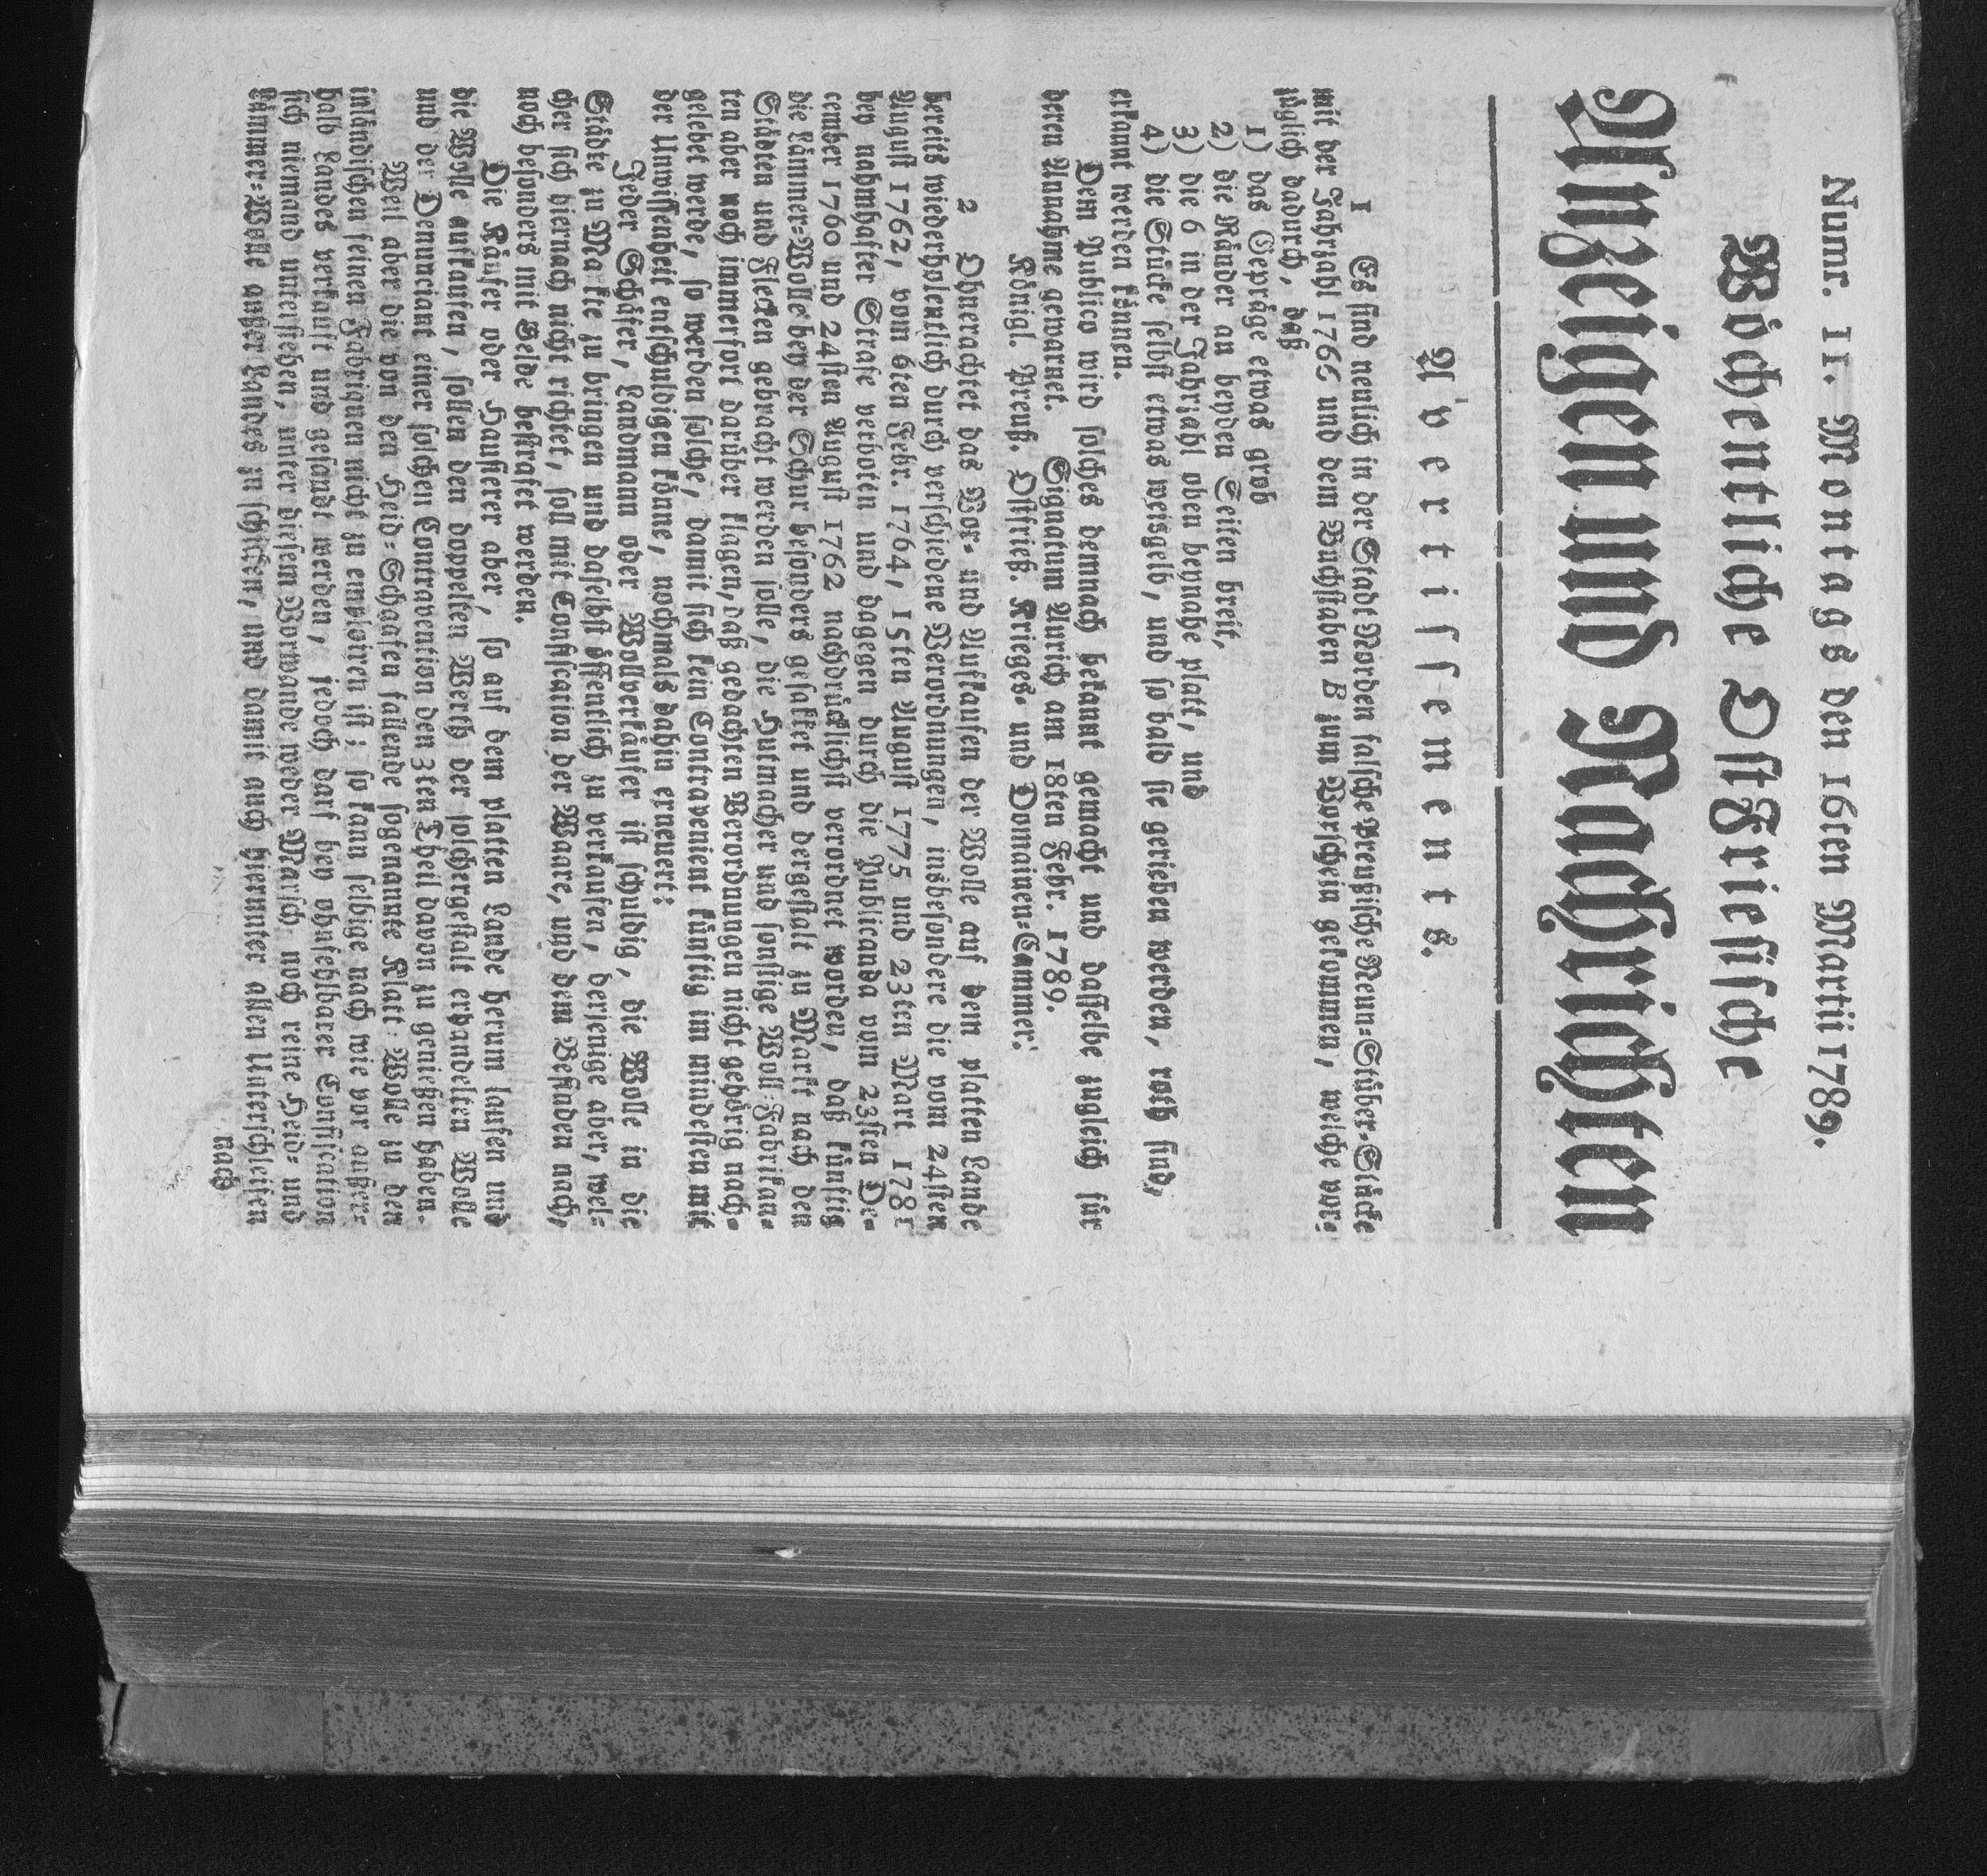 Numr. 11. Montags den 16ten Martii 1789.
Wöchentliche Ostfriesische
Anzeigen und Nachrichten
Avertissements.
1 Es sind neulich in der Stadt Norden falsche Preußische Neun-Stüber-Stücke
mit der Jahrzahl 1765 und dem Buchstaben B zum Vorschein gekommen, welche vor-
züglich dadurch, daß
1) das Gepräge etwas grob
2) die Ränder an beyden Seiten breit,
3) die 6 in der Jahrzahl oben beynahe platt, und
4) die Stücke selbst etwas weisgelb, und so bald sie gerieben werden, roth sind,
erkannt werden können.
Dem Publico wird solches demnach bekannt gemacht und dasselbe zugleich für
deren Annahme gewarnet. Signatum Aurich am 18ten Febr. 1789.
Königl. Preuß. Ostfrieß. Krieges- und Domainen-Cammer.
2 Ohnerachtet das Vor- und Aufkaufen der Wolle auf dem platten Lande
bereits wiederholentlich durch verschiedene Verordnungen, insbesondere die vom 24sten
August 1762, vom 6ten Febr. 1764, 15ten August 1775 und 23ten Mart 1781
bey nahmhafter Strafe verboten und dagegen durch die Publicanda vom 23sten De-
cember 1760 und 24sten August 1762 nachdrücklichst verordnet worden, daß künftig
die Kämmer-Wolle bey der Schur besonders gesaltet und dergestalt zu Markt nach den
Städten und Flecken gebracht werden solle, die Hutmacher und sonstige Woll-Fabrikan-
ten aber noch immerfort darüber klagen, daß gedachten Verordnungen nicht gehörig nach-
gelebet werde, so werden solche, damit sich kein Contravenient künftig im mindesten mit
der Unwissenheit entschuldigen könne, nochmals dahin erneuert:
Jeder Schäfer, Landmann oder Wollverkäufer ist schuldig, die Wolle in die
Städte zu Markte zu bringen und daselbst öffentlich zu verkaufen, derjenige aber, wel-
cher sich hiernach nicht richtet, soll mit Confiscation der Waare, und dem Befinden nach,
noch besonders mit Gelde bestrafet werden.
Die Käufer oder Hausierer aber, so auf dem platten Lande herum laufen und
die Wolle aufkaufen, sollen den doppelten Werth der solchergestalt erhandelten Wolle
und der Denunciant einer solchen Contravention den 3ten Theil davon zu genießen haben.
Weil aber die von den Heid-Schaafen fallende sogenannte Klatt Wolle zu den
inländischen feinen Fabriquen nicht zu employiren ist; so kann selbige nach wie vor außer-
halb Landes verkauft und gesandt werden, jedoch darf bey ohnfehlbarer Confiscation
sich niemand unterstehen, unter diesem Vorwande weder Marsch- noch reine Heid- und
Kämmer-Wolle außer Landes zu schicken, und damit auch hierunter allen Unterschleifen
nach